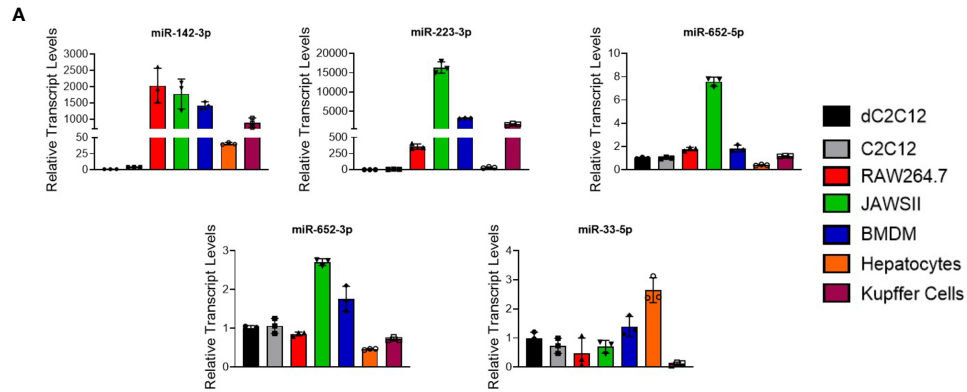 A
miR-142-3p
Relative Transcript Levels
3000
2500
2000
1500
1000
50
25
0
miR-223-3p
Relative Transcript Levels
20000
15000
10000
5000
500
250
0
miR-652-5p
Relative Transcript Levels
10
8
6
4
2
0
dC2C12
C2C12
RAW264.7
JAWSII
BMDM
Hepatocytes
Kupffer Cells
miR-652-3p
Relative Transcript Levels
3
2
1
0
miR-33-5p
Relative Transcript Levels
4
3
2
1
0